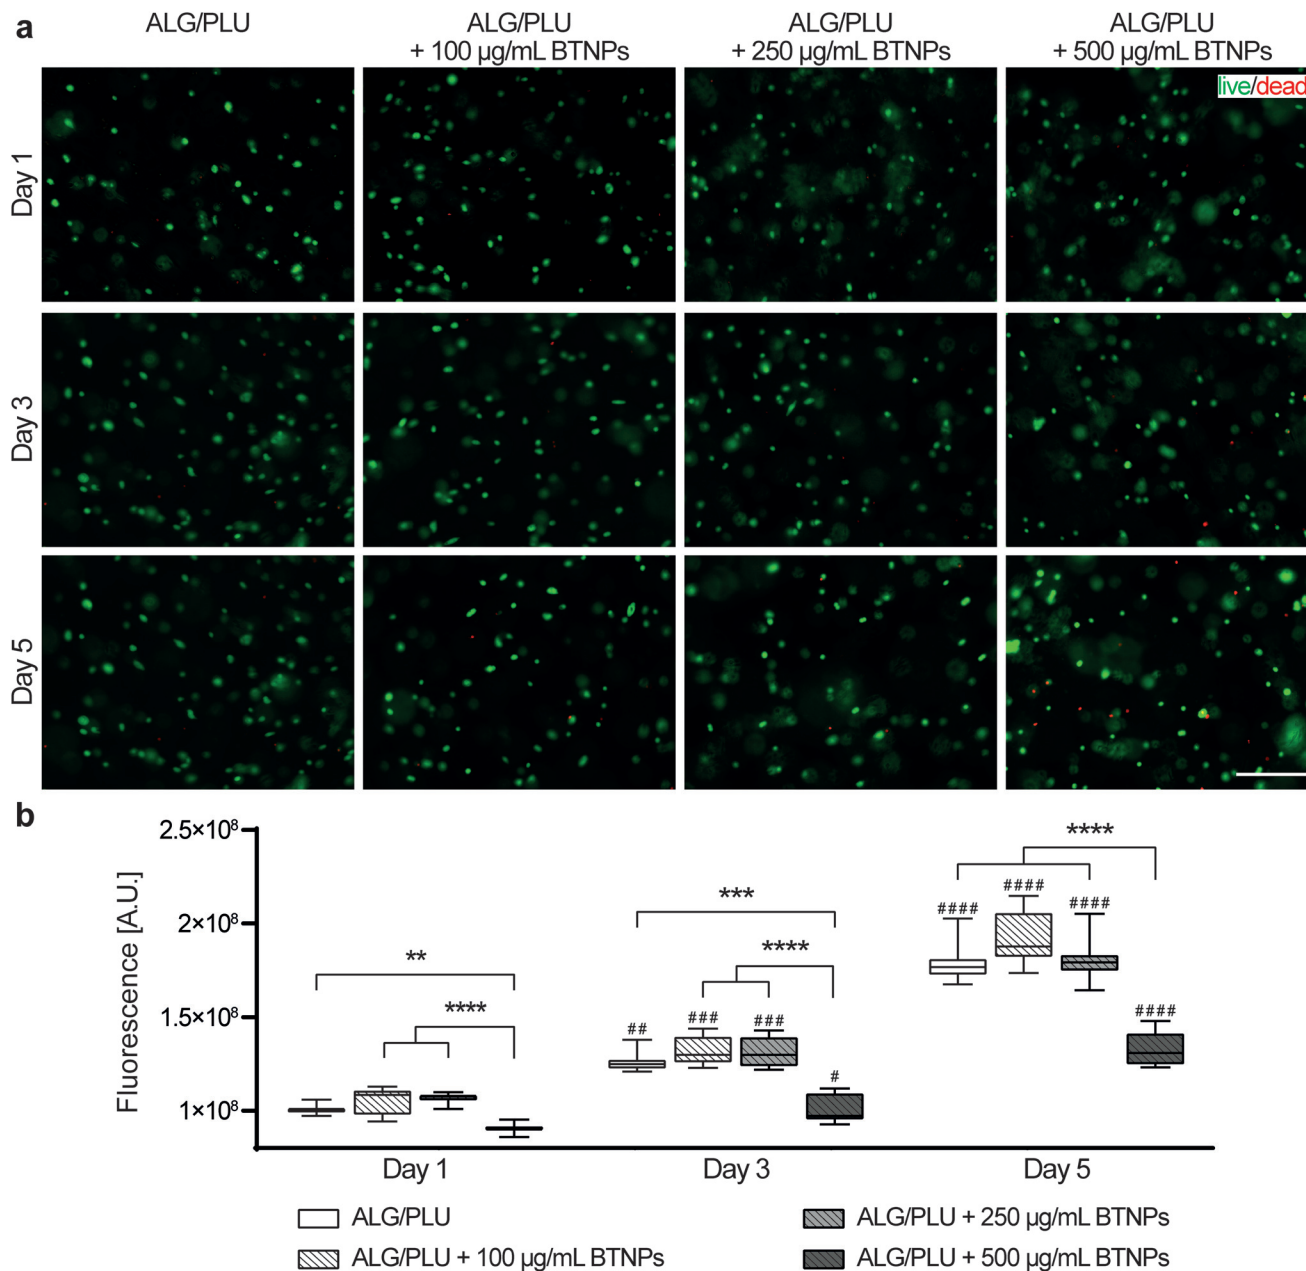 a
ALG/PLU
ALG/PLU
+ 100 µg/mL BTNPs
ALG/PLU
+ 250 µg/mL BTNPs
ALG/PLU
+ 500 µg/mL BTNPs
live/dead
Day 1
Day 3
Day 5
b
Fluorescence [A.U.]
2.5×10⁸
2×10⁸
1.5×10⁸
1×10⁸
**
****
***
****
##
###
###
#
****
####
####
####
####
Day 1
Day 3
Day 5
ALG/PLU
ALG/PLU + 100 µg/mL BTNPs
ALG/PLU + 250 µg/mL BTNPs
ALG/PLU + 500 µg/mL BTNPs